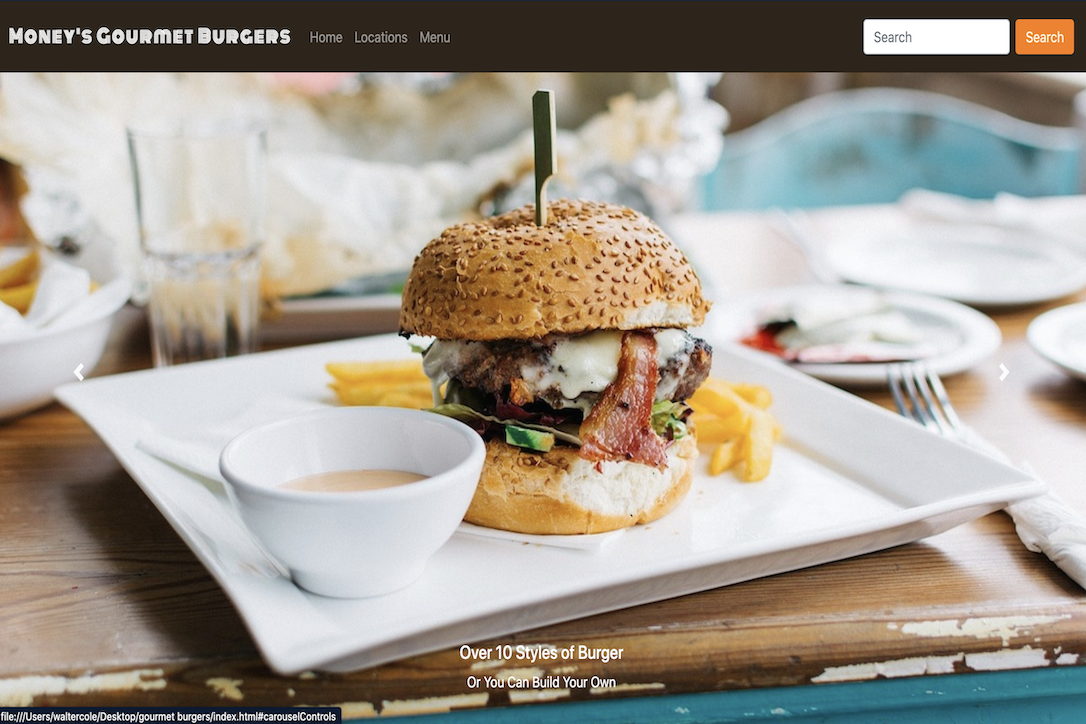 Money's Gourmet Burgers Home Locations Menu Search Search
Over 10 Styles of Burger
Or You Can Build Your Own
file:///Users/waltercole/Desktop/gourmet burgers/index.html#carouselControls